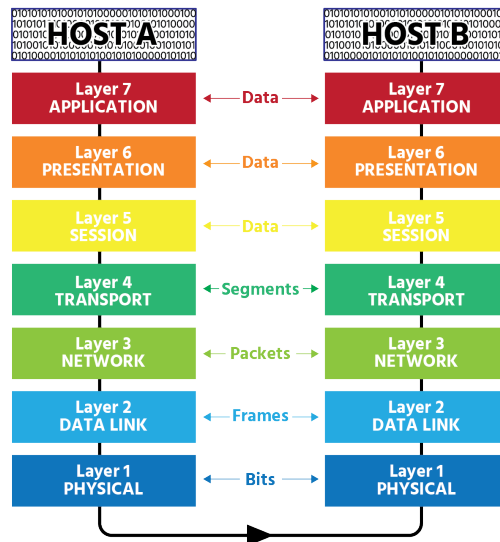 HOST A
HOST B
Layer 7
APPLICATION
Data
Layer 7
APPLICATION
Layer 6
PRESENTATION
Data
Layer 6
PRESENTATION
Layer 5
SESSION
Data
Layer 5
SESSION
Layer 4
TRANSPORT
Segments
Layer 4
TRANSPORT
Layer 3
NETWORK
Packets
Layer 3
NETWORK
Layer 2
DATA LINK
Frames
Layer 2
DATA LINK
Layer 1
PHYSICAL
Bits
Layer 1
PHYSICAL